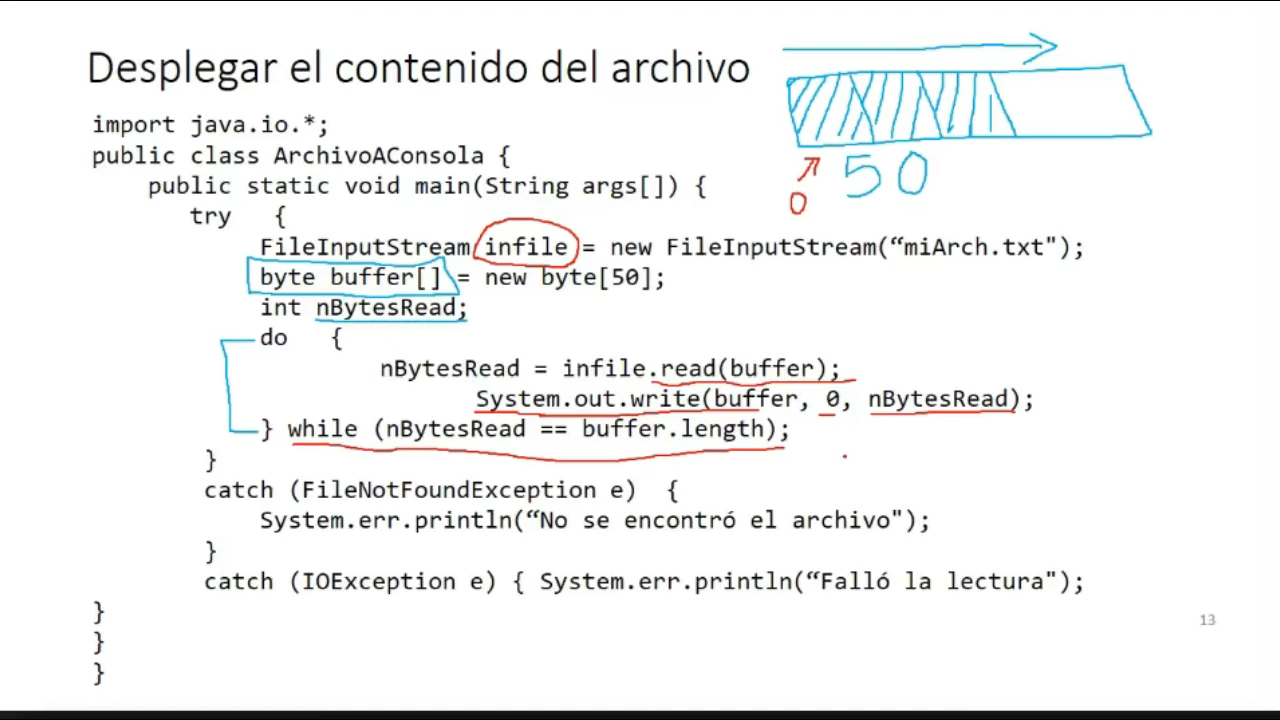 Desplegar el contenido del archivo
import java.io.*;
public class ArchivoAConsola {
public static void main(String args[]) {
try {
FileInputStream infile = new FileInputStream(“miArch.txt");
byte buffer[] = new byte[50];
int nBytesRead;
do {
nBytesRead = infile.read(buffer);
System.out.write(buffer, 0, nBytesRead);
} while (nBytesRead == buffer.length);
}
catch (FileNotFoundException e) {
System.err.println(“No se encontró el archivo");
}
catch (IOException e) { System.err.println(“Falló la lectura");
}
}
}
50
0
13